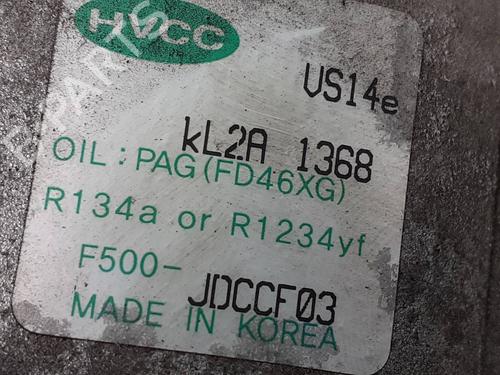 HVCC
VS14e
kL2A 1368
OIL : PAG (FD46XG)
R134a or R1234yf
F500-JDCCF03
MADE IN KOREA